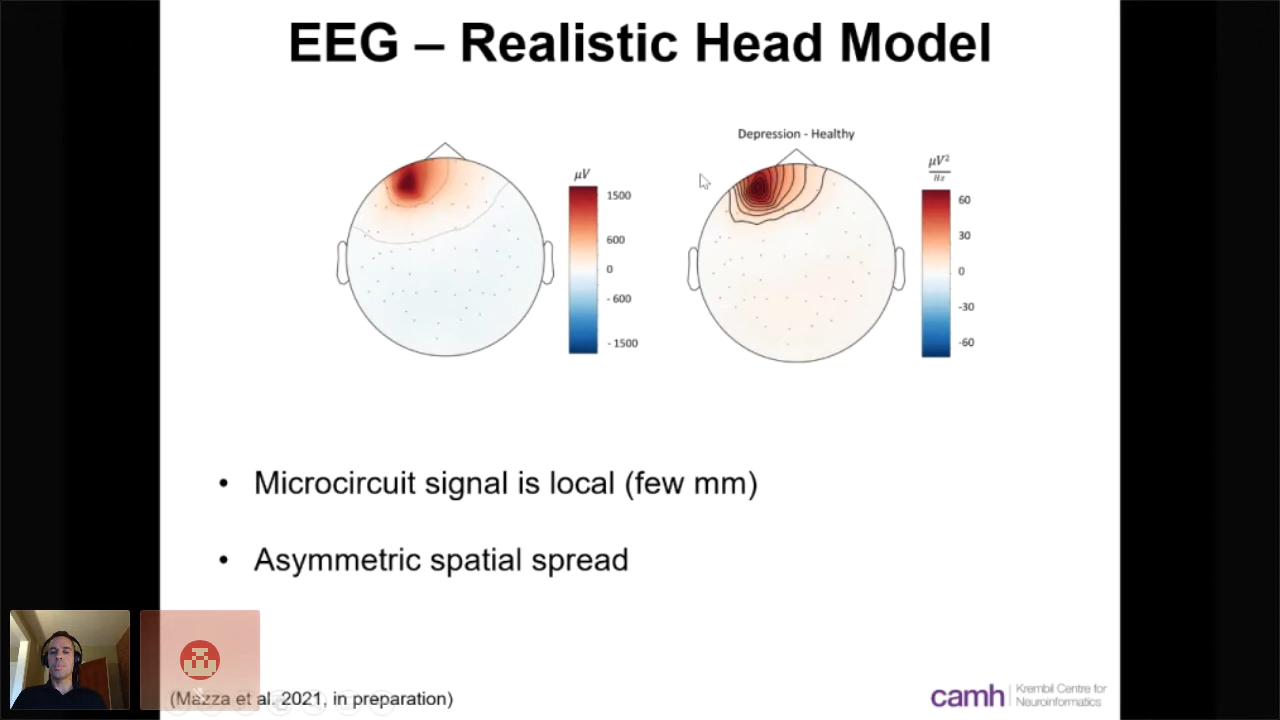 EEG – Realistic Head Model
Depression - Healthy
μV
1500
600
0
- 600
- 1500
μV²
Hz
60
30
0
-30
-60
• Microcircuit signal is local (few mm)
• Asymmetric spatial spread
(Mazza et al. 2021, in preparation)
camh
Krembil Centre for
Neuroinformatics